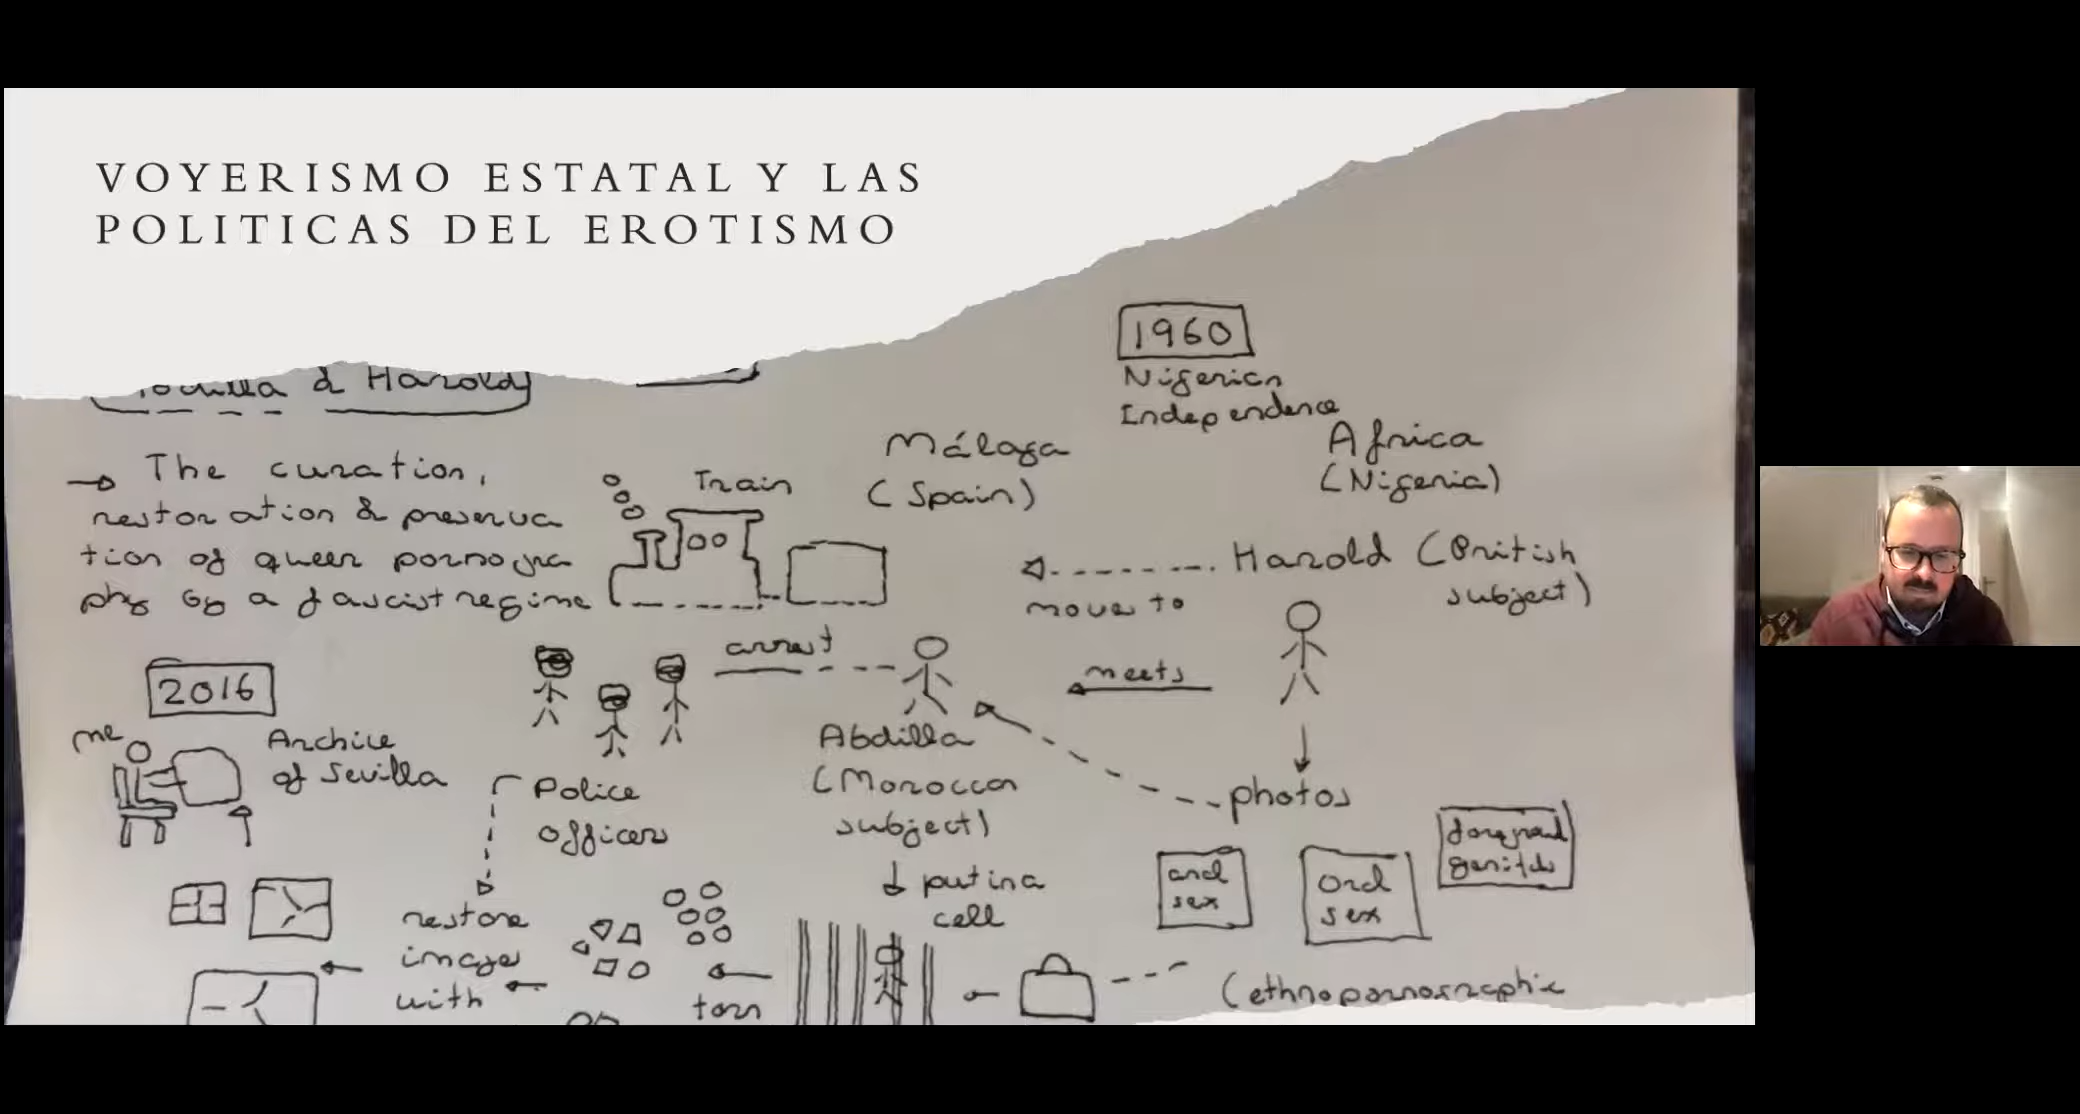 VOYERISMO ESTATAL Y LAS
POLITICAS DEL EROTISMO
& Harold
1960
Nigerian
Independence
Africa
(Nigeria)
Málaga
(Spain)
Train
→ The curation,
restoration & preserva
tion of queer pornogra
phy by a fascist regime
Harold (British
subject)
move to
meets
arrest
2016
me
Archive
of Sevilla
Police
officers
Abdilla
(Moroccan
subject)
photos
put in a
cell
anal
sex
oral
sex
genitals
restore
images
with
torn
(ethnopornographic